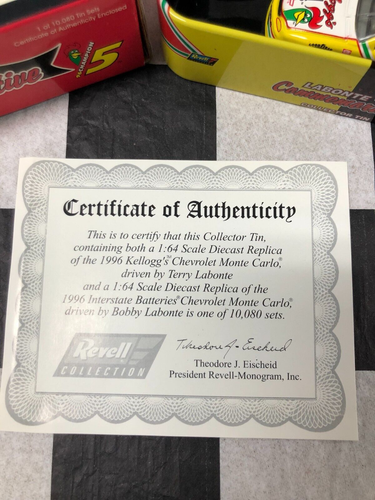 1 of 10,080 tin sets.
Certificate of Authenticity Enclosed
5
Revell
LABONTE
COLLECTOR TIN
Certificate of Authenticity
This is to certify that this Collector Tin,
containing both a 1:64 Scale Diecast Replica
of the 1996 Kellogg's® Chevrolet Monte Carlo,®
driven by Terry Labonte
and a 1:64 Scale Diecast Replica of the
1996 Interstate Batteries® Chevrolet Monte Carlo,®
driven by Bobby Labonte is one of 10,080 sets.
Revell
COLLECTION
Theodore J. Eischeid
Theodore J. Eischeid
President Revell-Monogram, Inc.